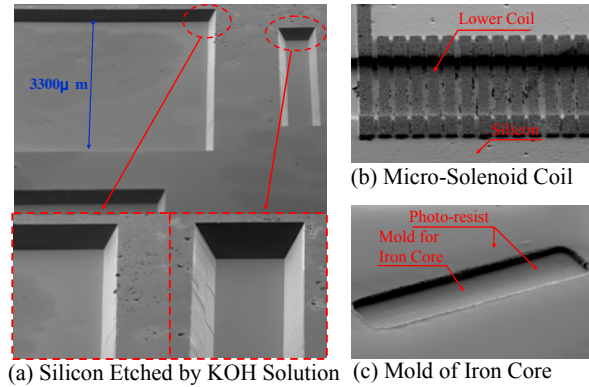 3300μ m
(a) Silicon Etched by KOH Solution
Lower Coil
Silicon
(b) Micro-Solenoid Coil
Photo-resist
Mold for
Iron Core
(c) Mold of Iron Core